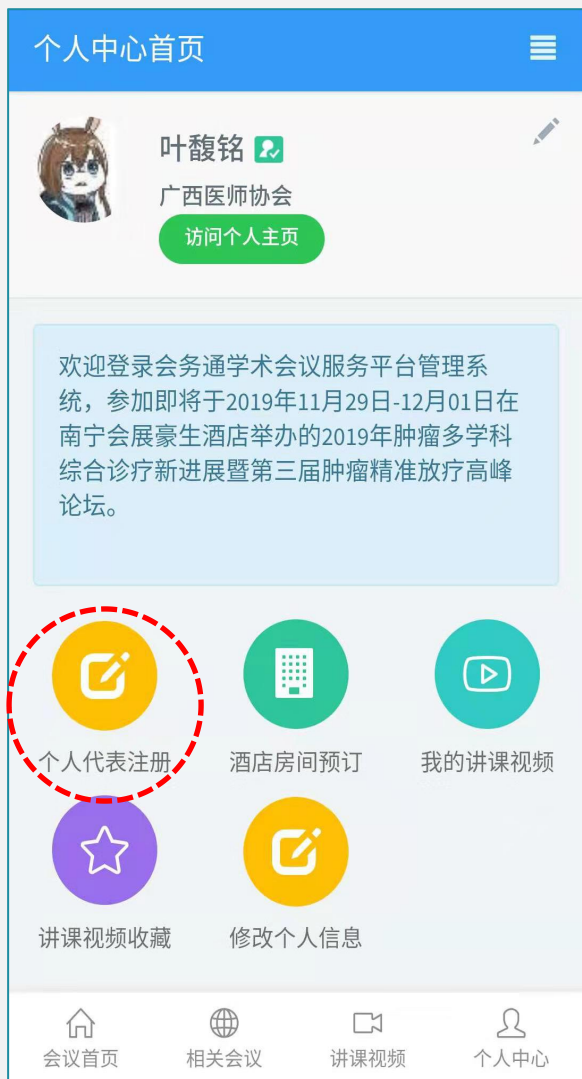 个人中心首页
叶馥铭
广西医师协会
访问个人主页
欢迎登录会务通学术会议服务平台管理系
统，参加即将于2019年11月29日-12月01日在
南宁会展豪生酒店举办的2019年肿瘤多学科
综合诊疗新进展暨第三届肿瘤精准放疗高峰
论坛。
个人代表注册 酒店房间预订 我的讲课视频
讲课视频收藏 修改个人信息
会议首页 相关会议 讲课视频 个人中心